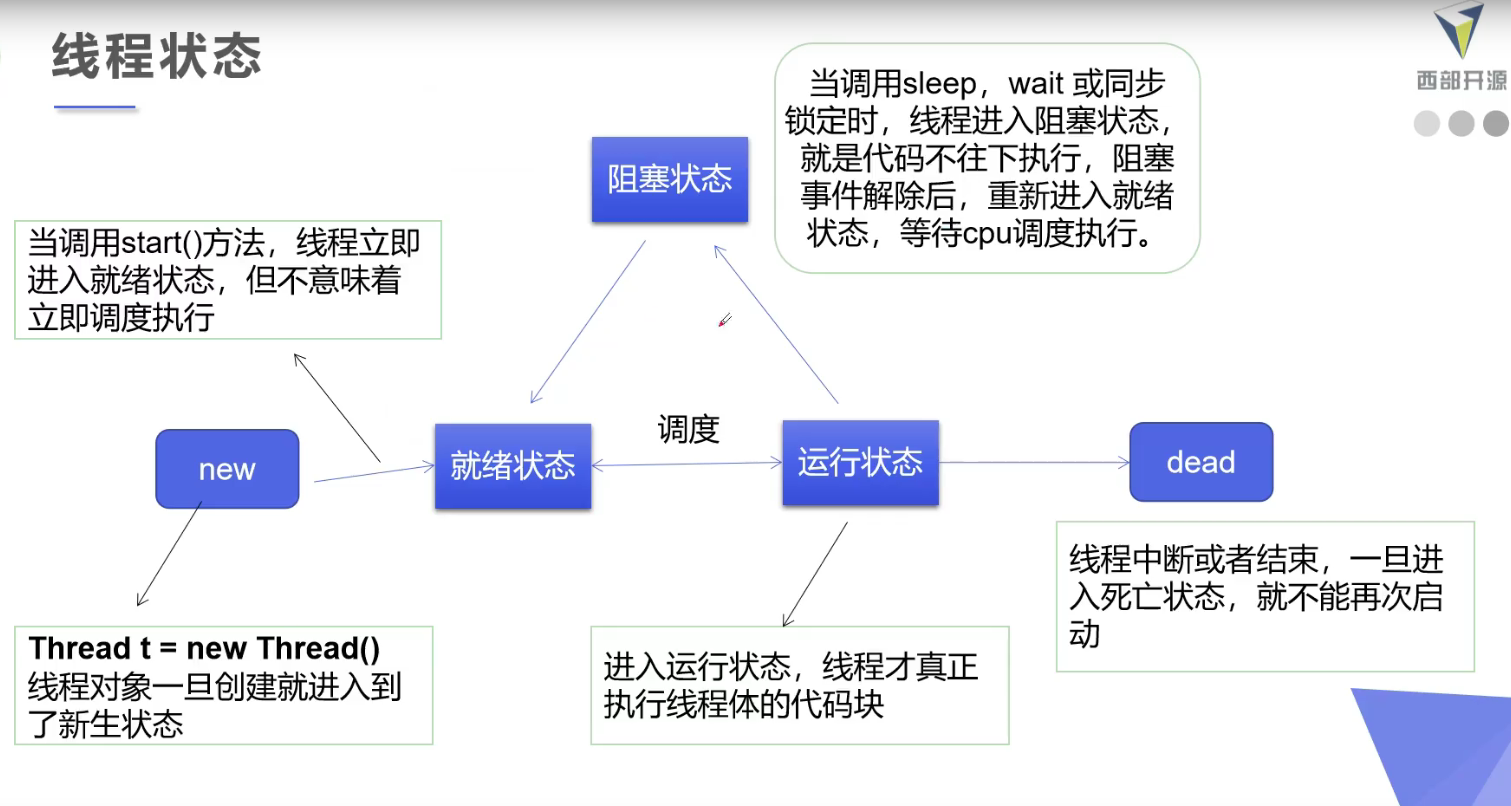 线程状态
西部开源
当调用sleep，wait 或同步
锁定时，线程进入阻塞状态，
就是代码不往下执行，阻塞
事件解除后，重新进入就绪
状态，等待cpu调度执行。
阻塞状态
当调用start()方法，线程立即
进入就绪状态，但不意味着
立即调度执行
调度
new
就绪状态
运行状态
dead
线程中断或者结束，一旦进
入死亡状态，就不能再次启
动
Thread t = new Thread()
线程对象一旦创建就进入到
了新生状态
进入运行状态，线程才真正
执行线程体的代码块